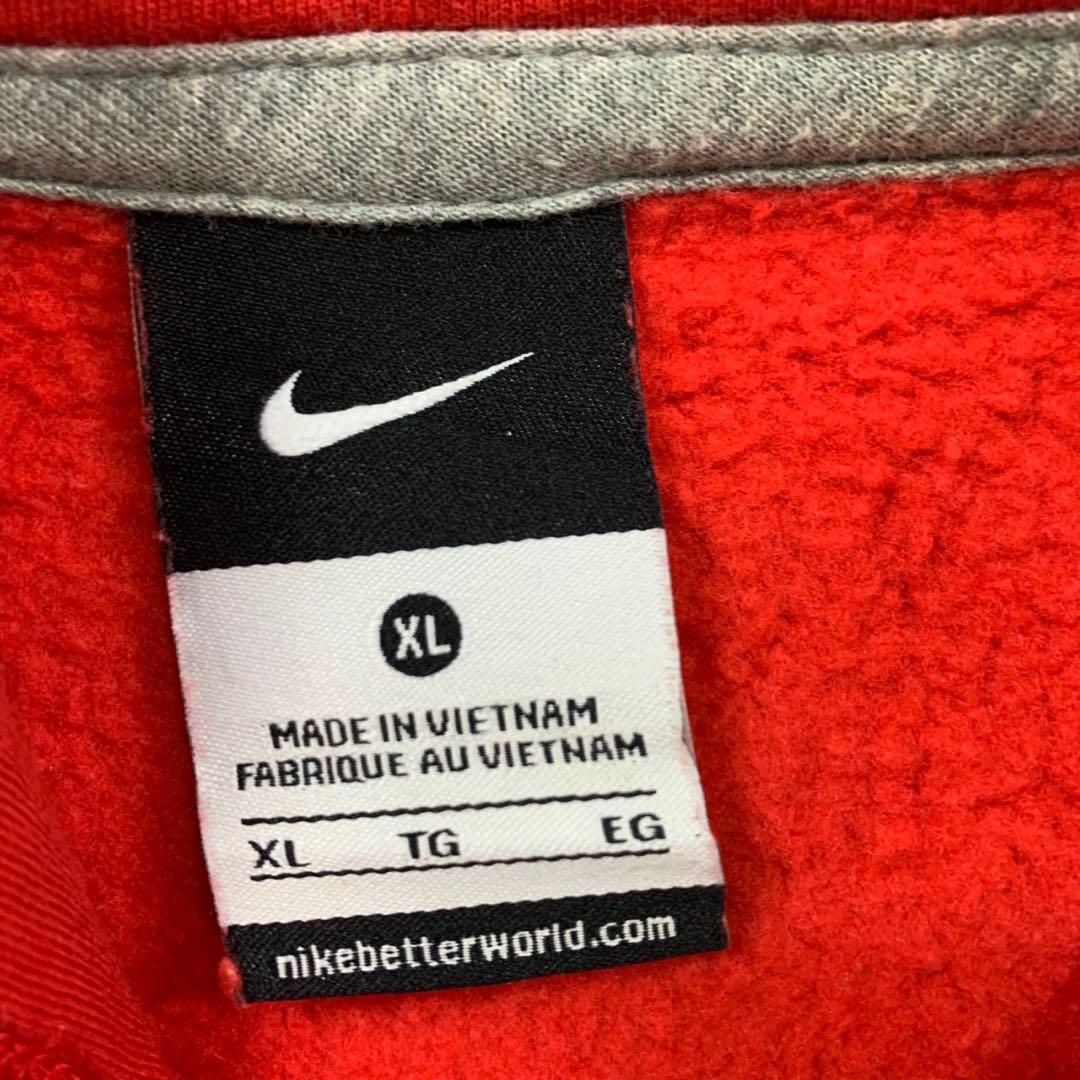 XL
MADE IN VIETNAM
FABRIQUE AU VIETNAM
XL TG EG
nikebetterworld.com